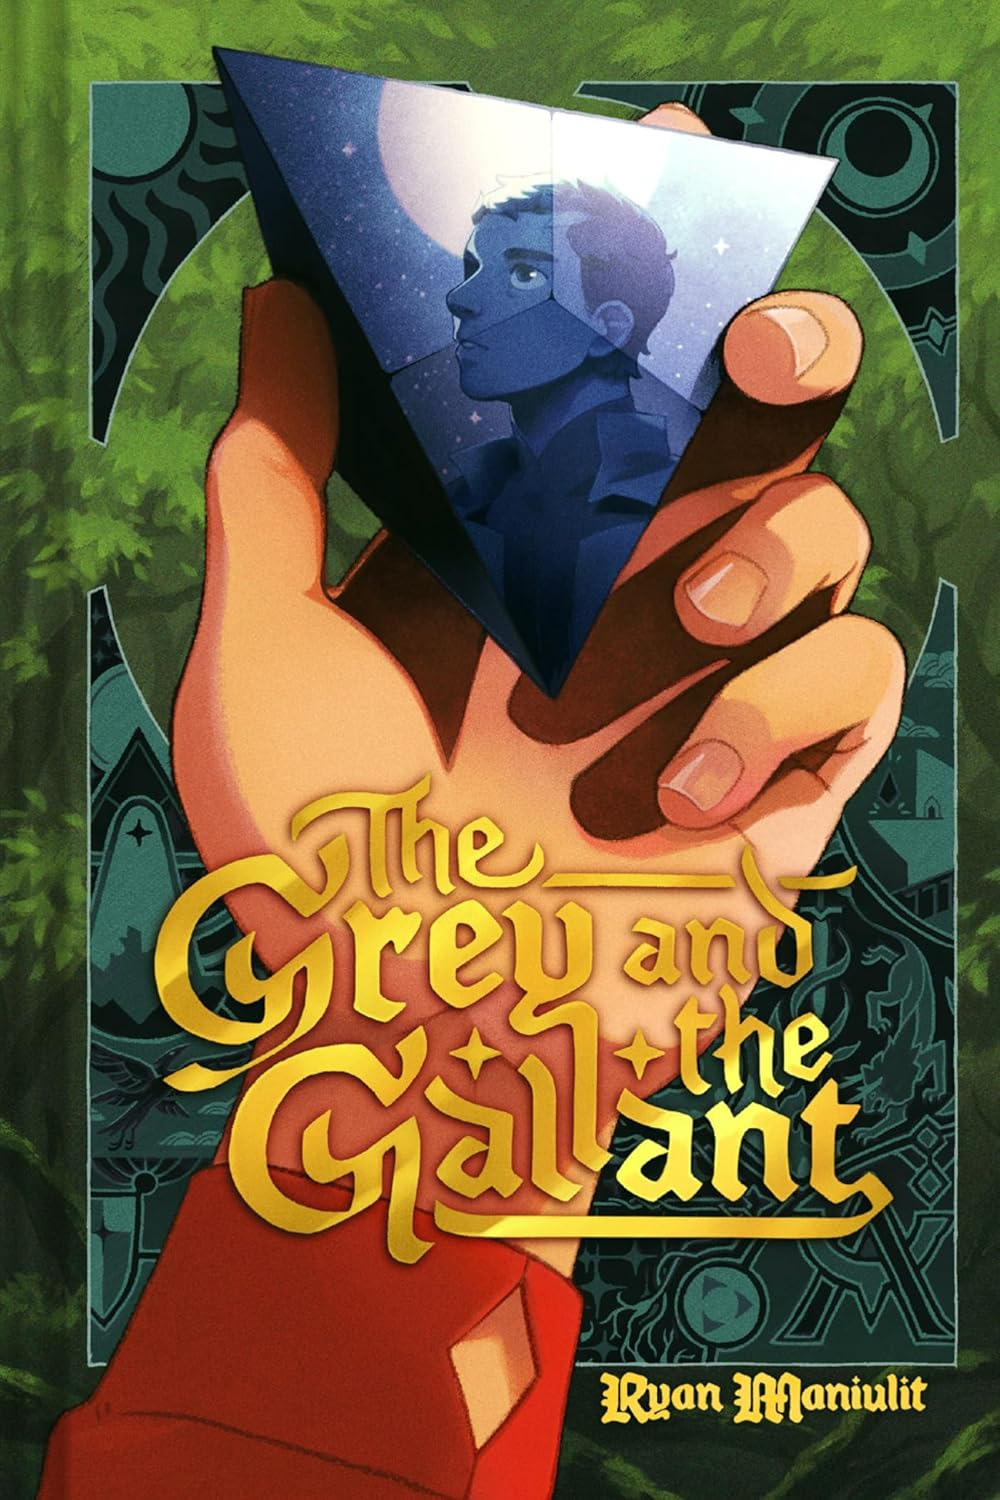 The
Grey and
the
Gallant
Ryan Maniulit